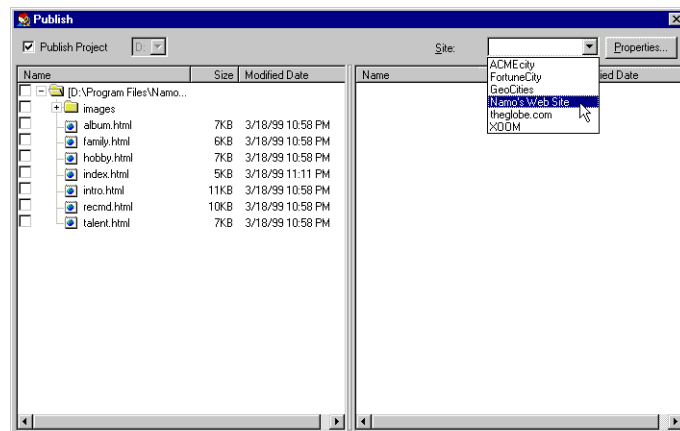 Publish
Publish Project D: Site: Properties...
Name Size Modified Date Name ied Date
[D:\Program Files\Namo...
images
album.html 7KB 3/18/99 10:58 PM
family.html 6KB 3/18/99 10:58 PM
hobby.html 7KB 3/18/99 10:58 PM
index.html 5KB 3/18/99 11:11 PM
intro.html 11KB 3/18/99 10:58 PM
recmd.html 10KB 3/18/99 10:58 PM
talent.html 7KB 3/18/99 10:58 PM
ACMEcity
FortuneCity
GeoCities
Namo's Web Site
theglobe.com
XOOM